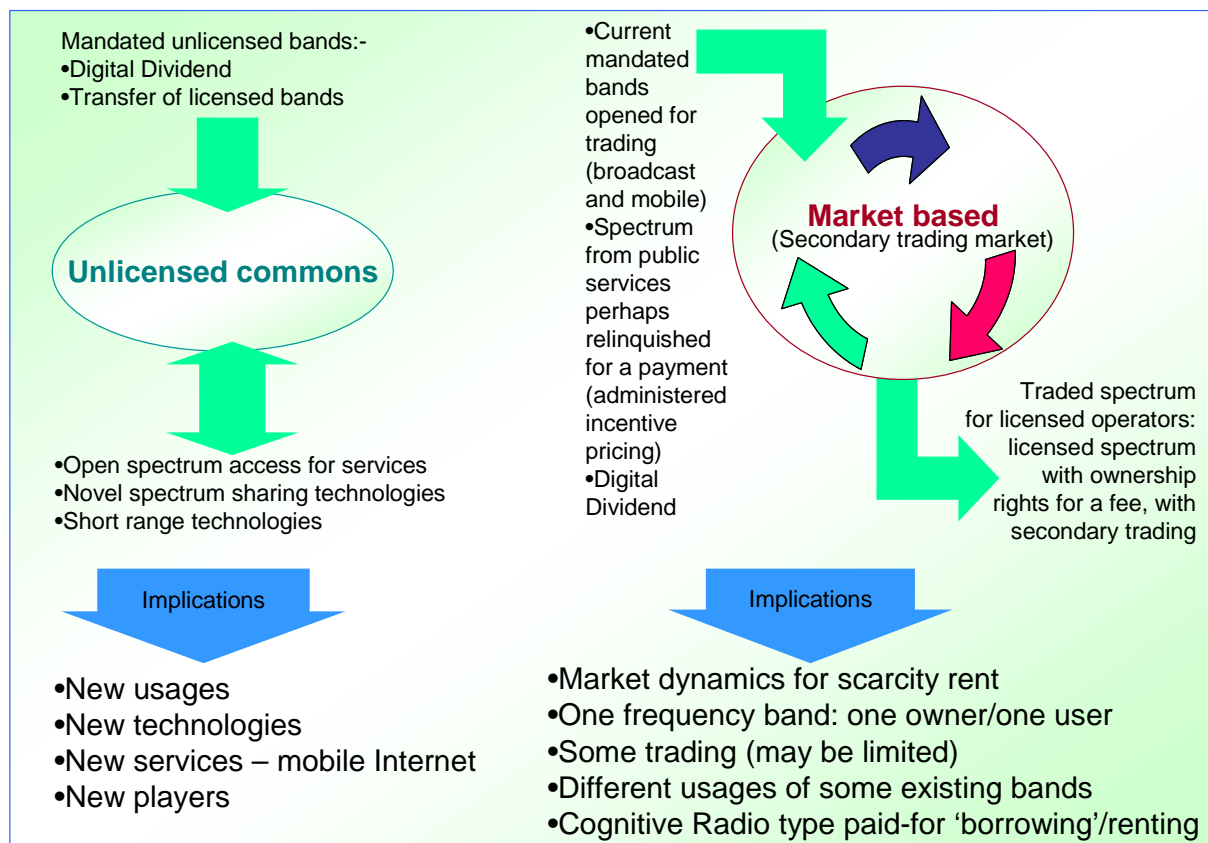 Mandated unlicensed bands:-
•Digital Dividend
•Transfer of licensed bands
Unlicensed commons
•Open spectrum access for services
•Novel spectrum sharing technologies
•Short range technologies
Implications
•New usages
•New technologies
•New services – mobile Internet
•New players
•Current
mandated
bands
opened for
trading
(broadcast
and mobile)
•Spectrum
from public
services
perhaps
relinquished
for a payment
(administered
incentive
pricing)
•Digital
Dividend
Market based
(Secondary trading market)
Traded spectrum
for licensed operators:
licensed spectrum
with ownership
rights for a fee, with
secondary trading
Implications
•Market dynamics for scarcity rent
•One frequency band: one owner/one user
•Some trading (may be limited)
•Different usages of some existing bands
•Cognitive Radio type paid-for ‘borrowing’/renting